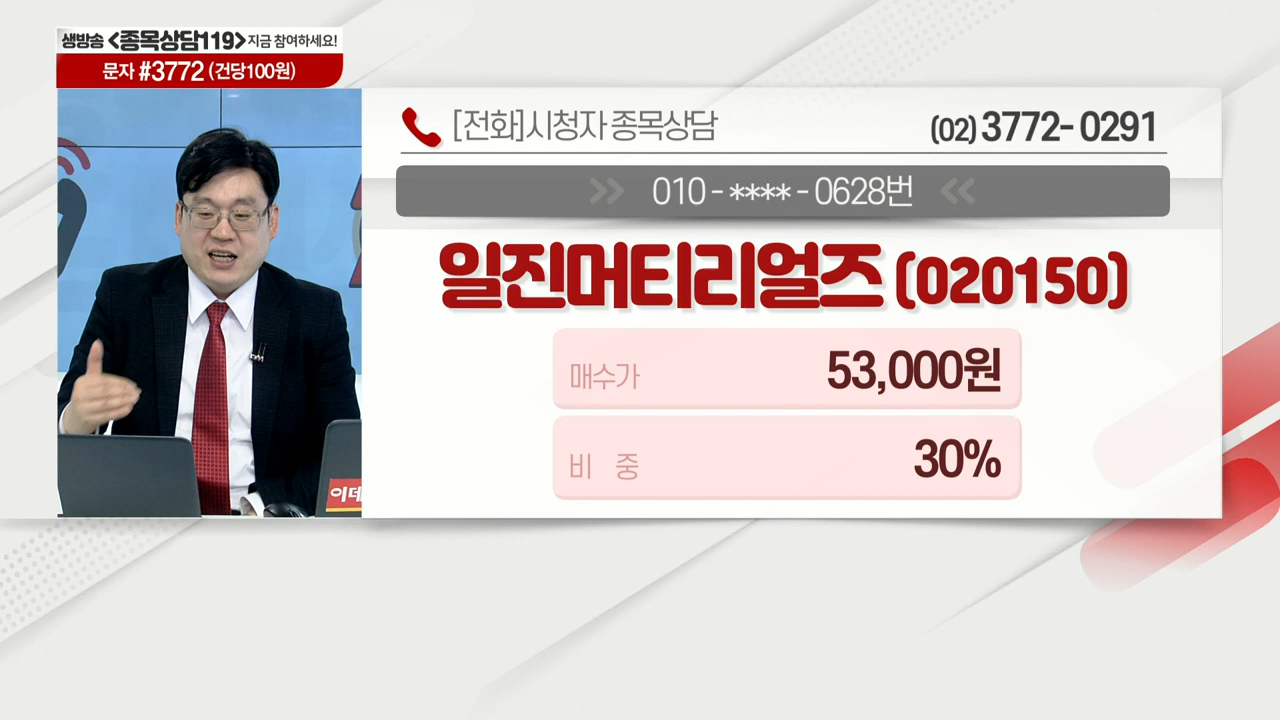 생방송 <종목상담119> 지금 참여하세요!
문자 #3772 (건당100원)
[전화]시청자 종목상담
(02) 3772-0291
010 - **** - 0628번
일진머티리얼즈 (020150)
매수가 53,000원
비 중 30%
이데